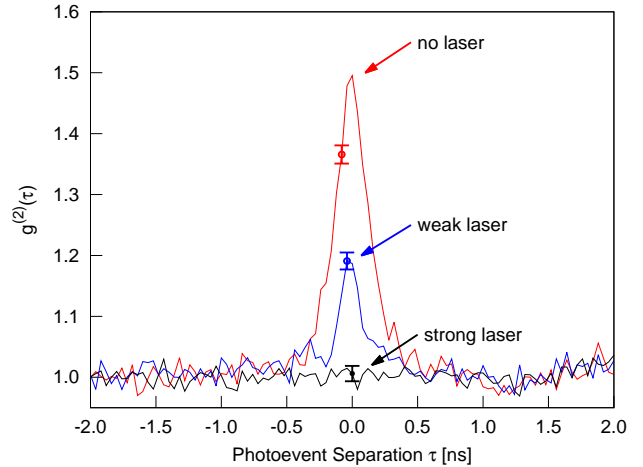 1.6
1.5
1.4
1.3
1.2
1.1
1.0
g(2)(τ)
no laser
weak laser
strong laser
-2.0 -1.5 -1.0 -0.5 0.0 0.5 1.0 1.5 2.0
Photoevent Separation τ [ns]